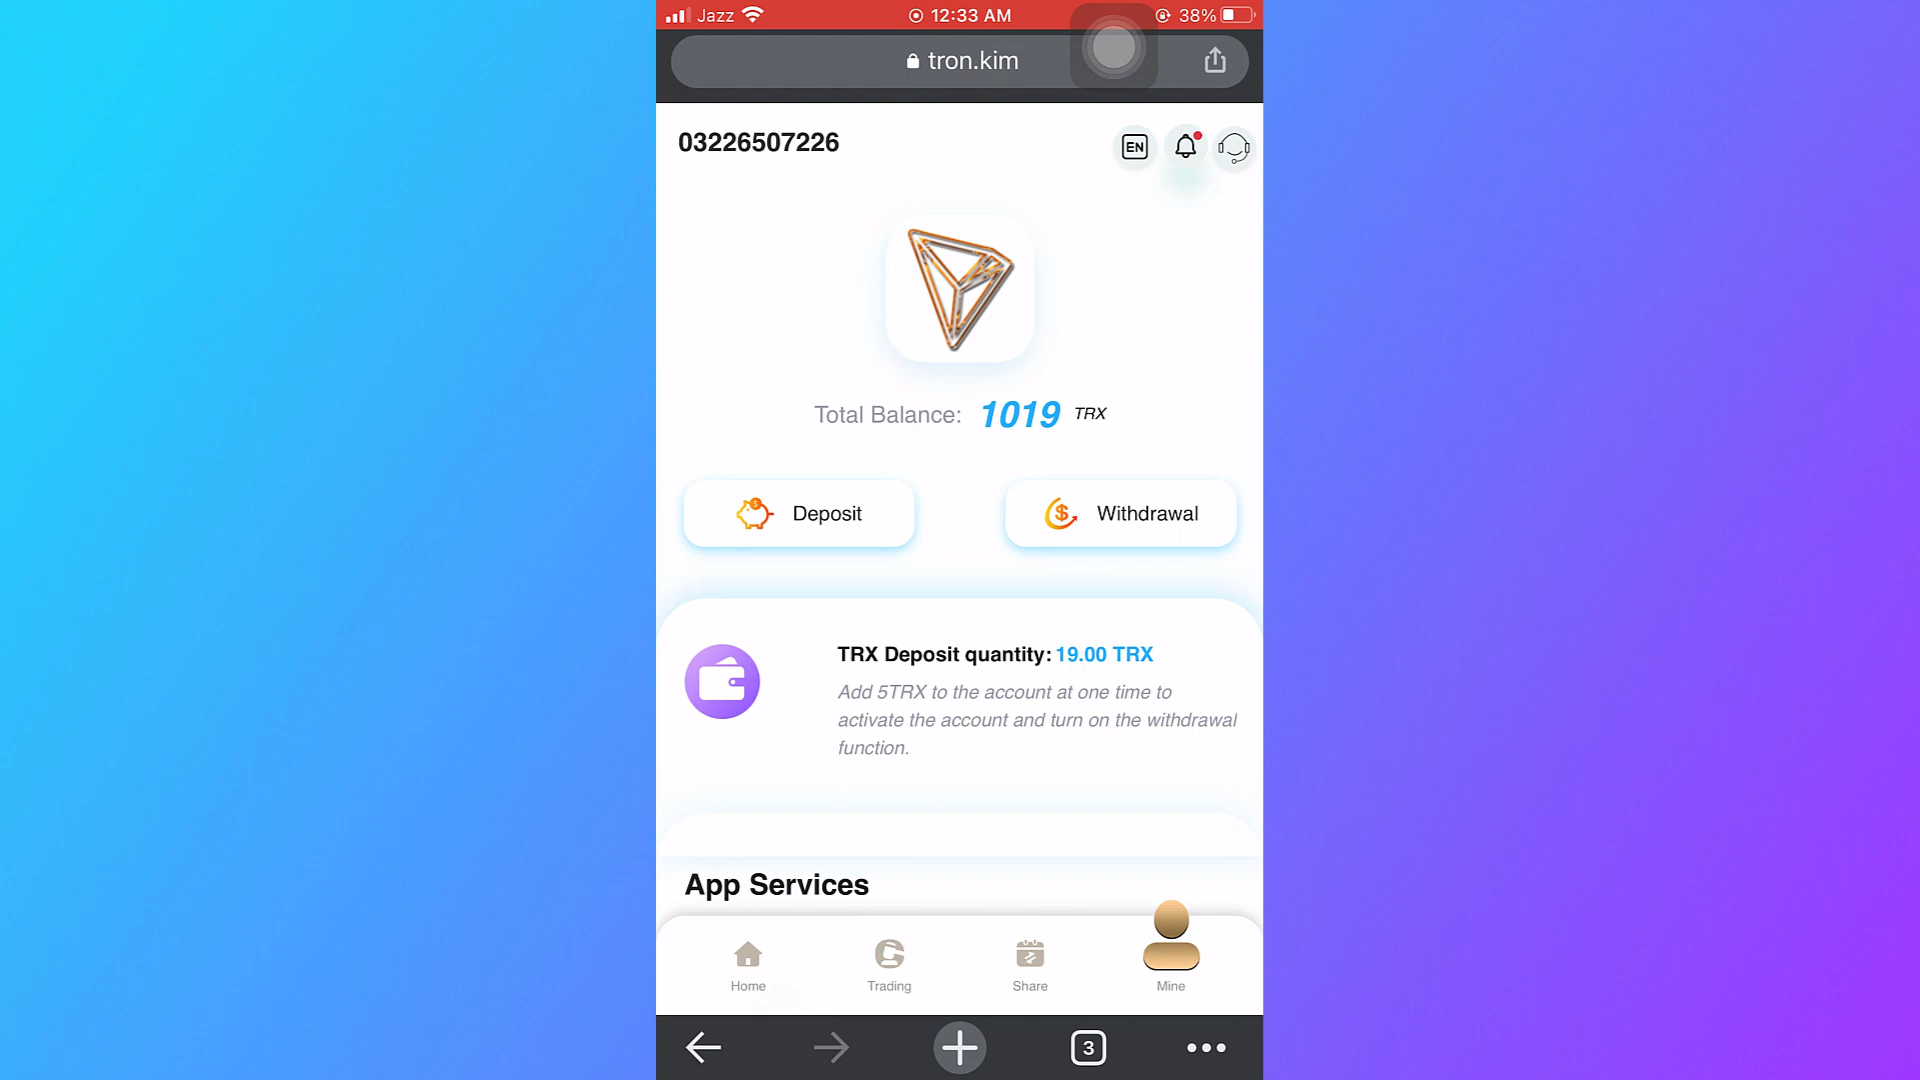 Jazz 12:33 AM 38%
tron.kim
03226507226
EN
Total Balance: 1019 TRX
Deposit Withdrawal
TRX Deposit quantity: 19.00 TRX
Add 5TRX to the account at one time to
activate the account and turn on the withdrawal
function.
App Services
Home Trading Share Mine
3